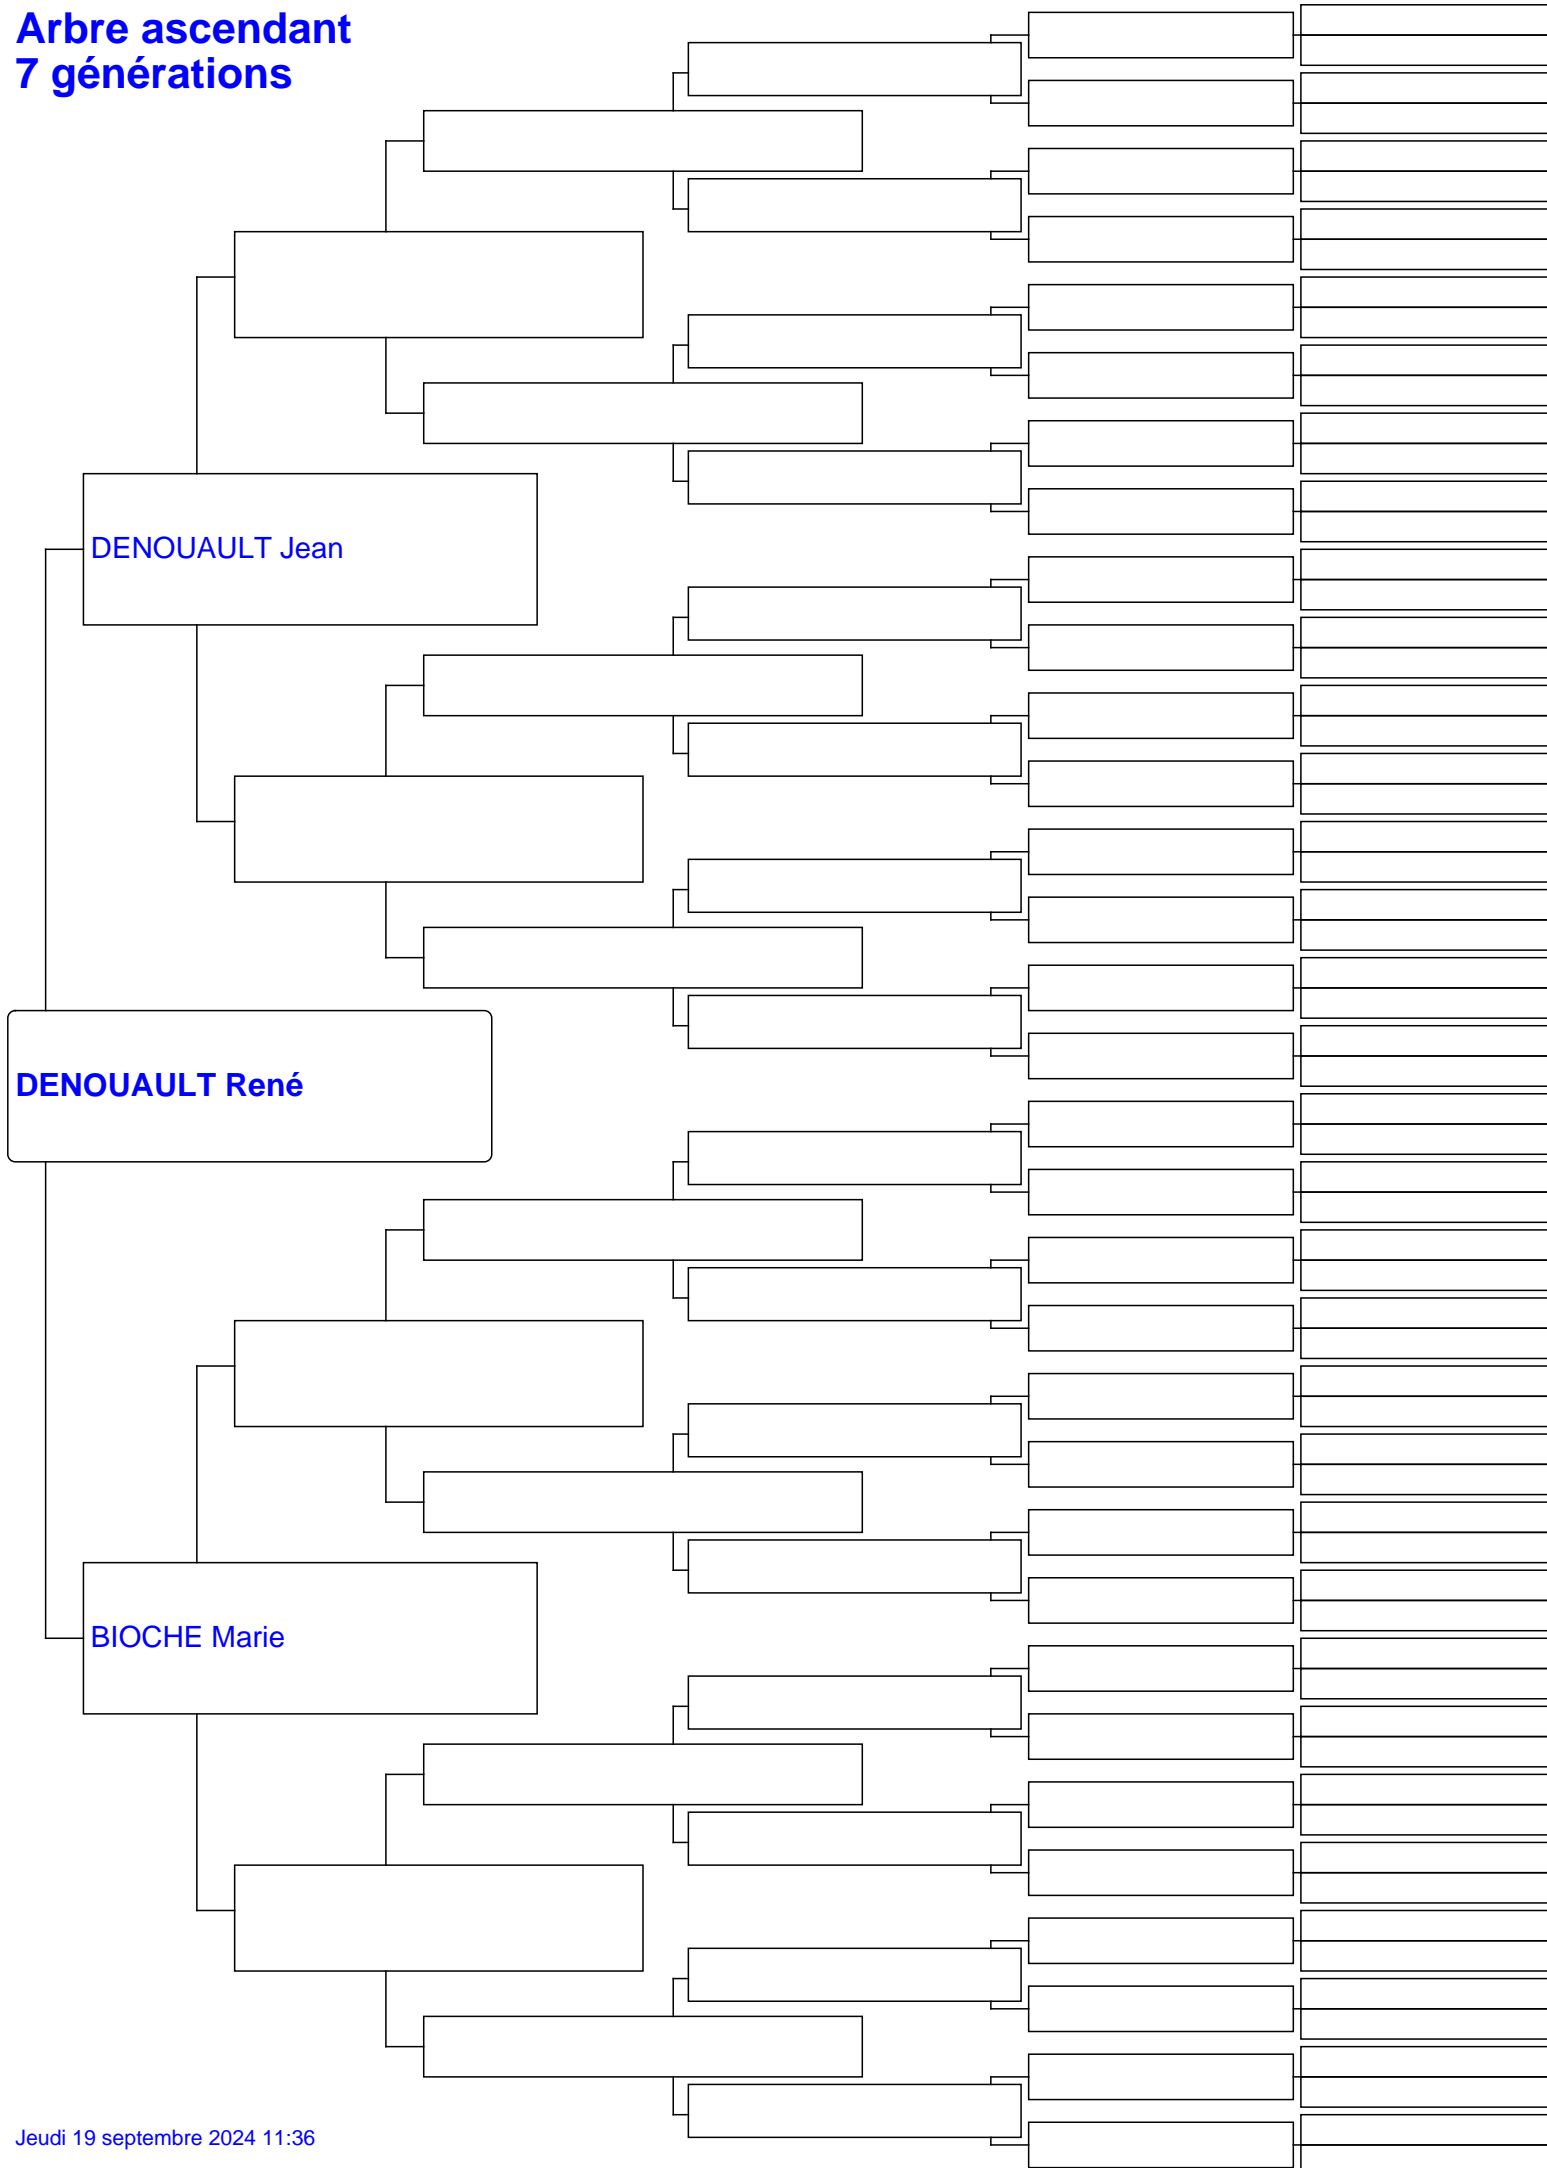 Arbre ascendant
7 générations
DENOUAULT Jean
DENOUAULT René
BIOCHE Marie
Jeudi 19 septembre 2024 11:36